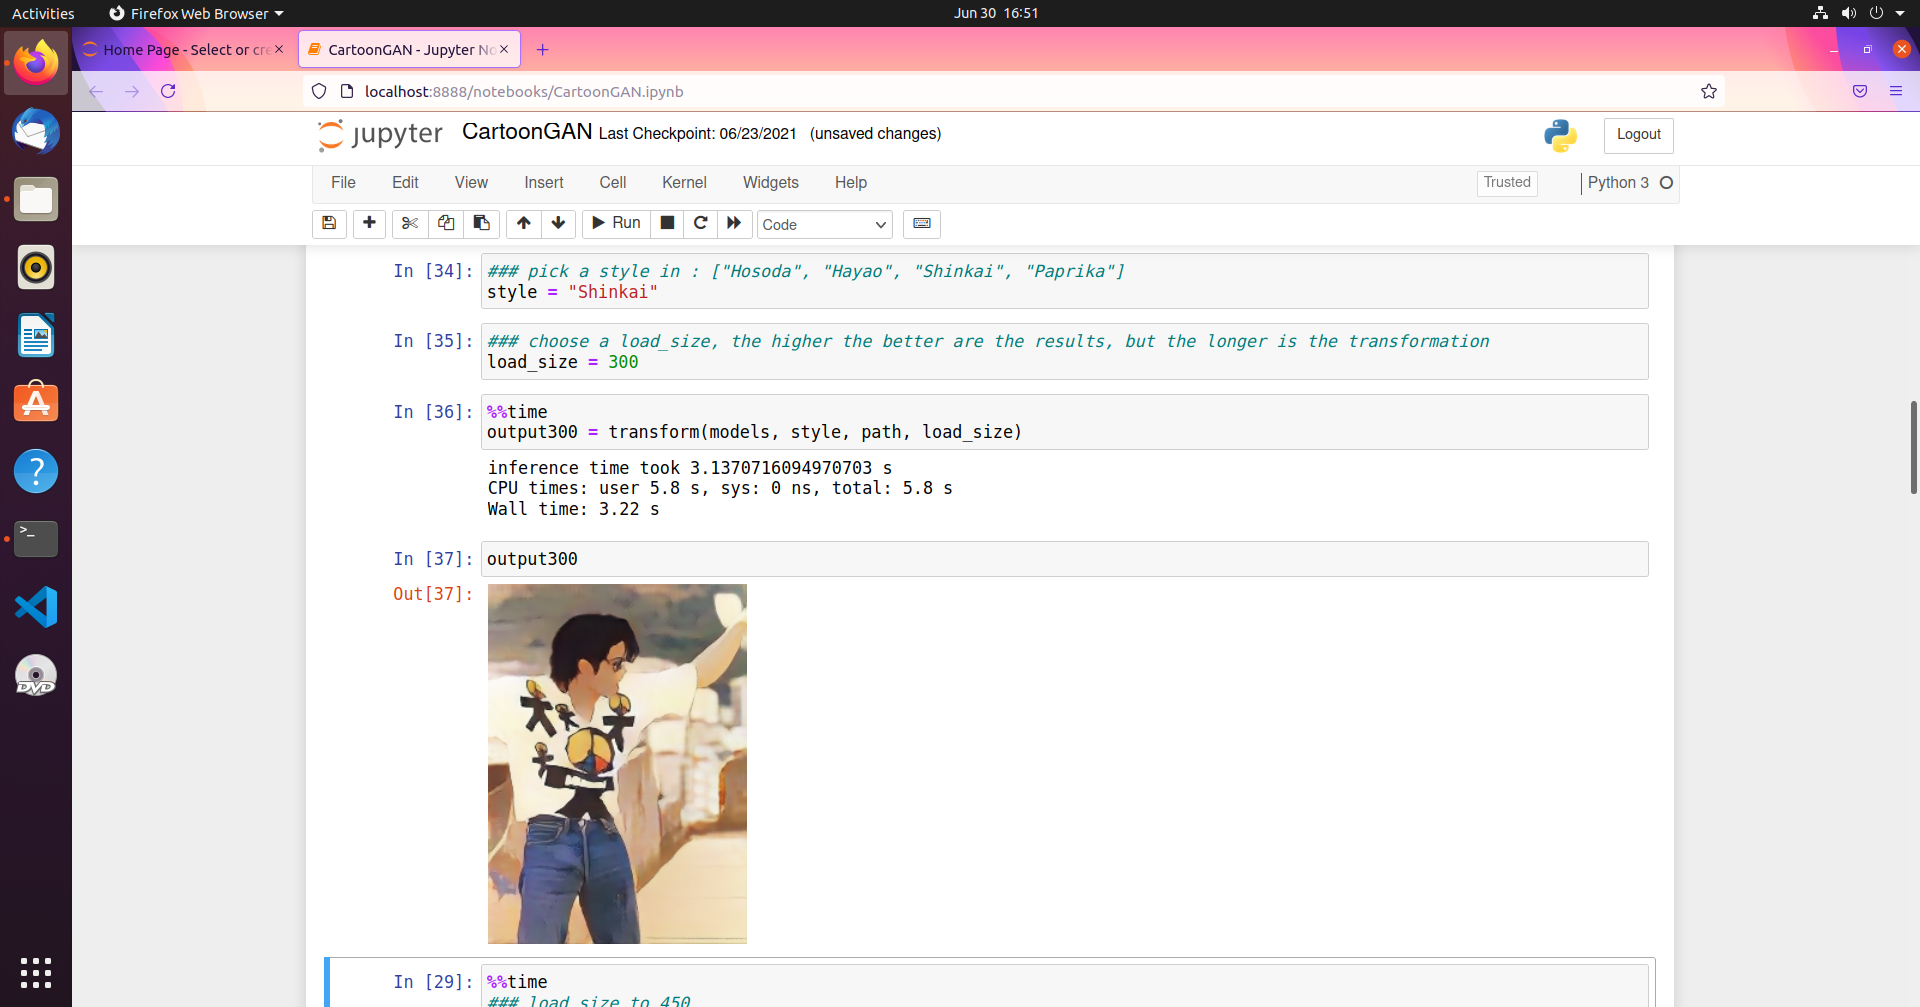 Activities
Firefox Web Browser
Jun 30 16:51
Home Page - Select or cre
CartoonGAN - Jupyter No
localhost:8888/notebooks/CartoonGAN.ipynb
jupyter
CartoonGAN Last Checkpoint: 06/23/2021 (unsaved changes)
Logout
File Edit View Insert Cell Kernel Widgets Help
Trusted
Python 3
Run
Code
In [34]: ### pick a style in : ["Hosoda", "Hayao", "Shinkai", "Paprika"]
style = "Shinkai"
In [35]: ### choose a load_size, the higher the better are the results, but the longer is the transformation
load_size = 300
In [36]: %%time
output300 = transform(models, style, path, load_size)
inference time took 3.1370716094970703 s
CPU times: user 5.8 s, sys: 0 ns, total: 5.8 s
Wall time: 3.22 s
In [37]: output300
Out[37]:
In [29]: %%time
### load size to 450
DVD